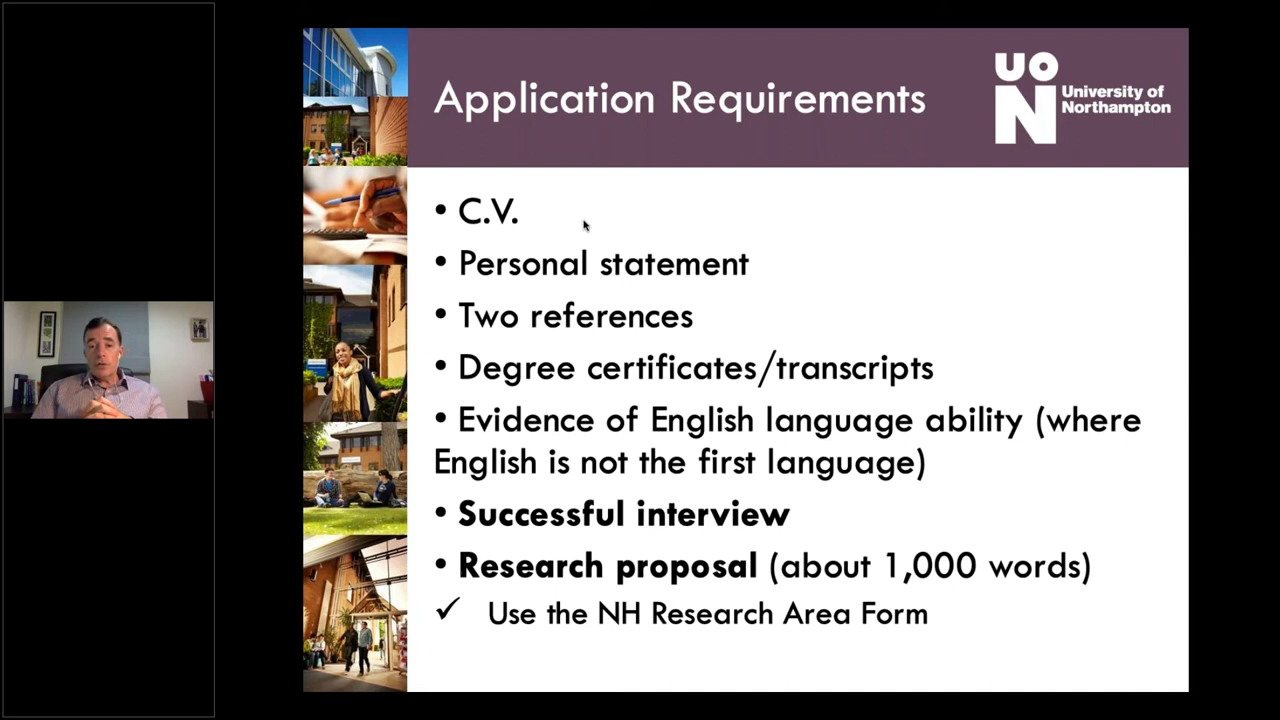 Application Requirements
UON
University of
Northampton
• C.V.
• Personal statement
• Two references
• Degree certificates/transcripts
• Evidence of English language ability (where
English is not the first language)
• Successful interview
• Research proposal (about 1,000 words)
✓ Use the NH Research Area Form